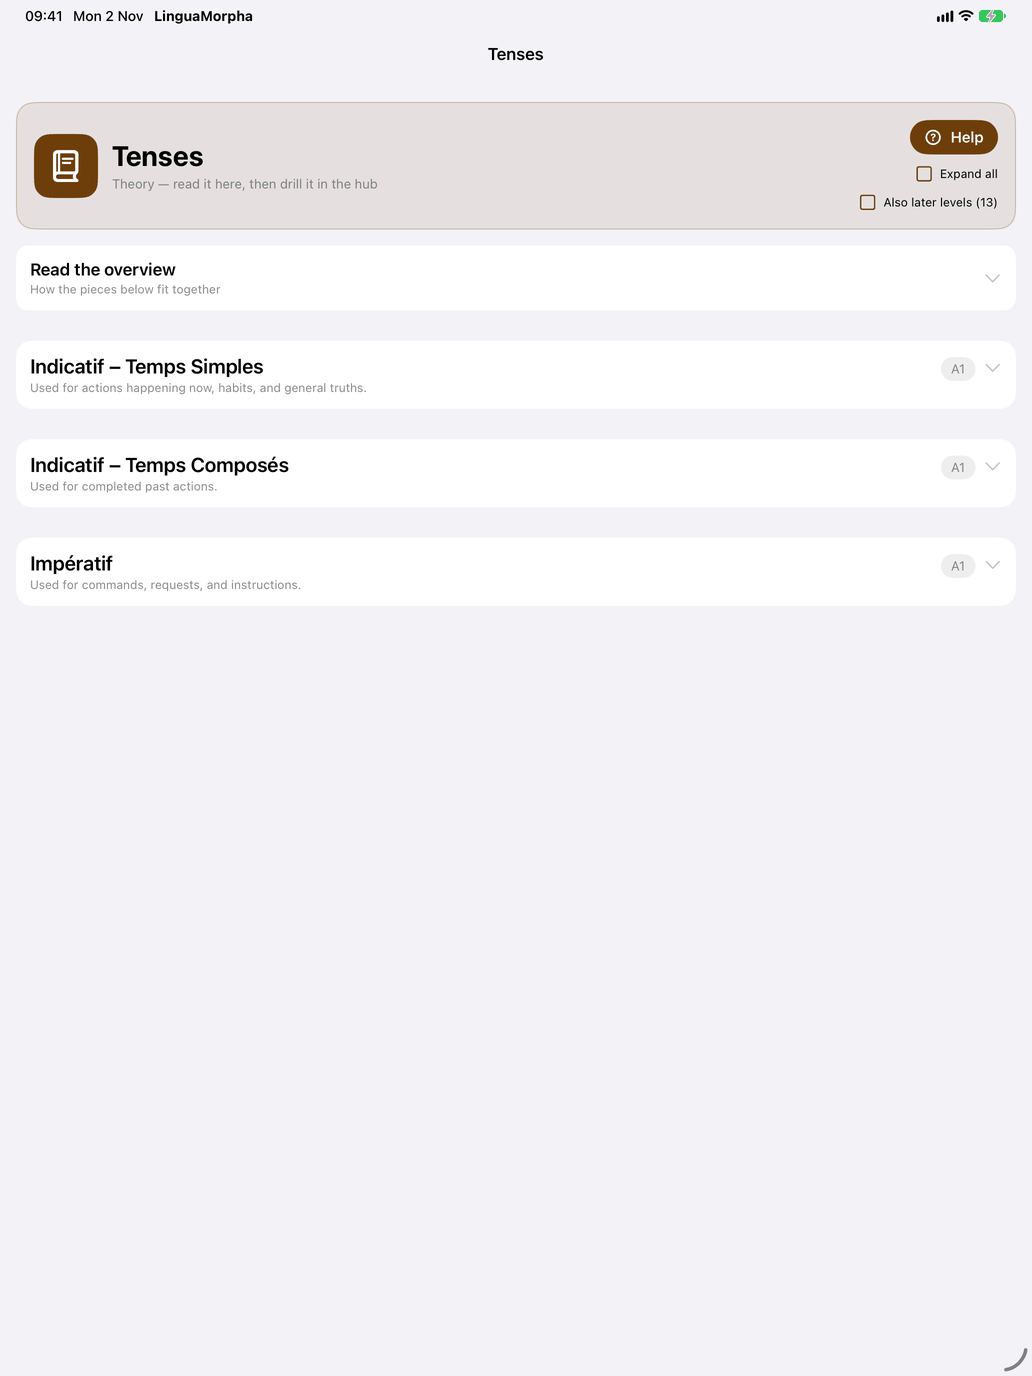 09:41 Mon 2 Nov LinguaMorpha
Tenses
Tenses
Theory — read it here, then drill it in the hub
Help
Expand all
Also later levels (13)
Read the overview
How the pieces below fit together
Indicatif – Temps Simples
A1
Used for actions happening now, habits, and general truths.
Indicatif – Temps Composés
A1
Used for completed past actions.
Impératif
A1
Used for commands, requests, and instructions.